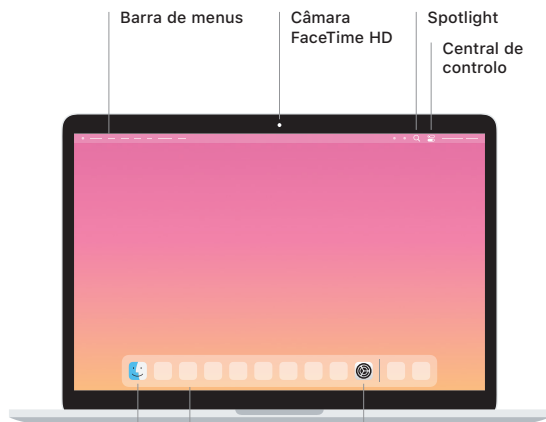 Barra de menus
Câmara
FaceTime HD
Spotlight
Central de
controlo